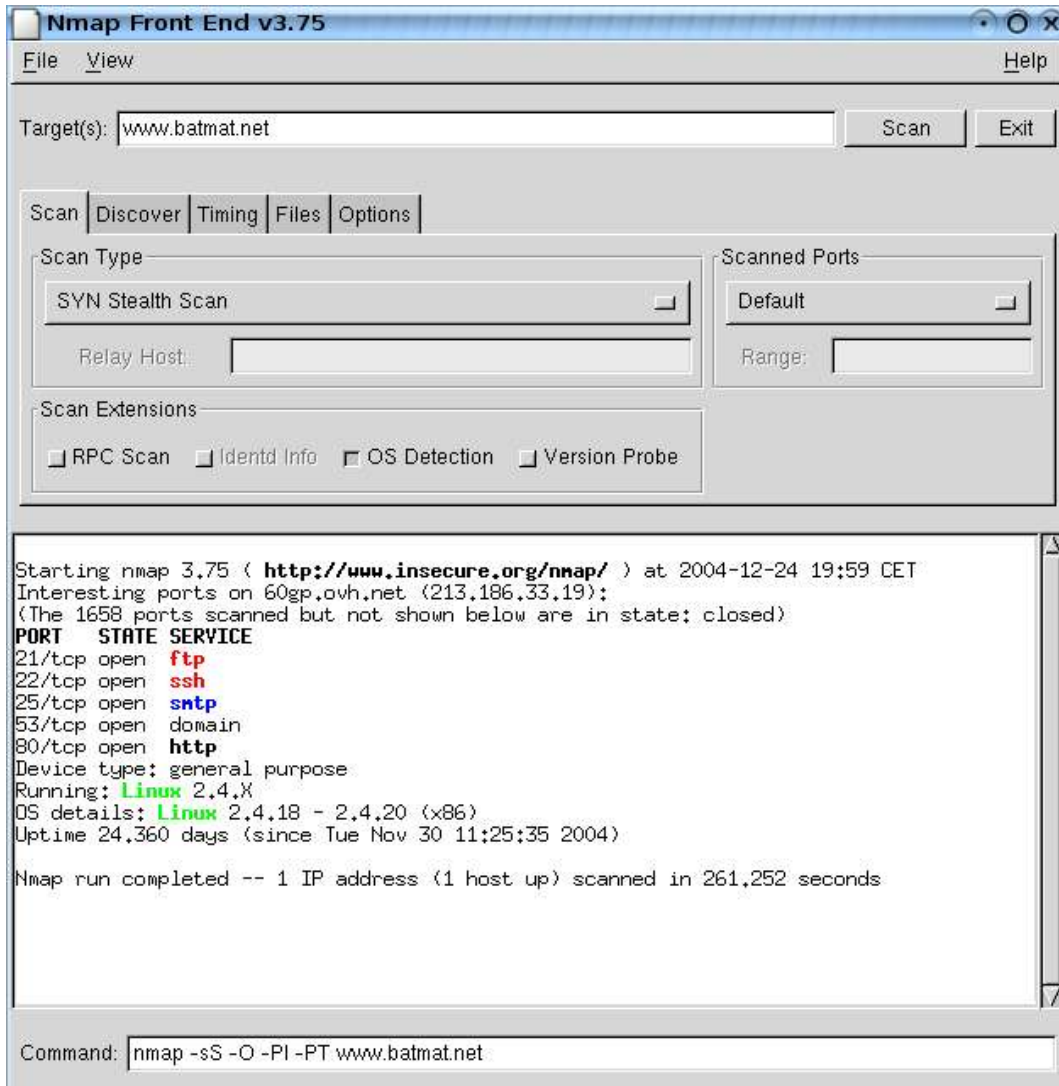 Nmap Front End v3.75
File View Help
Target(s): www.batmat.net Scan Exit
Scan Discover Timing Files Options
Scan Type
SYN Stealth Scan
Relay Host:
Scanned Ports
Default
Range:
Scan Extensions
RPC Scan Identd Info OS Detection Version Probe
Starting nmap 3.75 ( http://www.insecure.org/nmap/ ) at 2004-12-24 19:59 CET
Interesting ports on 60gp.ovh.net (213.186.33.19):
(The 1658 ports scanned but not shown below are in state: closed)
PORT STATE SERVICE
21/tcp open ftp
22/tcp open ssh
25/tcp open smtp
53/tcp open domain
80/tcp open http
Device type: general purpose
Running: Linux 2.4.X
OS details: Linux 2.4.18 - 2.4.20 (x86)
Uptime 24.360 days (since Tue Nov 30 11:25:35 2004)
Nmap run completed -- 1 IP address (1 host up) scanned in 261.252 seconds
Command: nmap -sS -O -PI -PT www.batmat.net